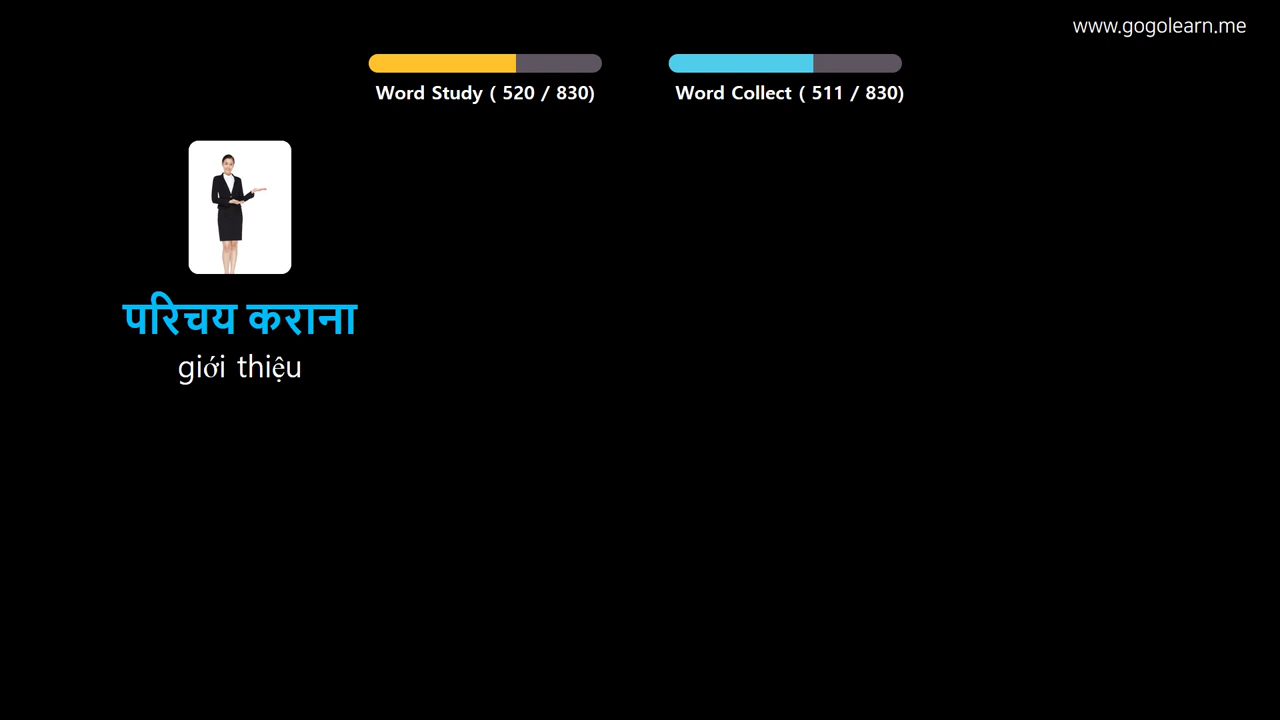 www.gogolearn.me
Word Study ( 520 / 830)
Word Collect ( 511 / 830)
परिचय कराना
giới thiệu